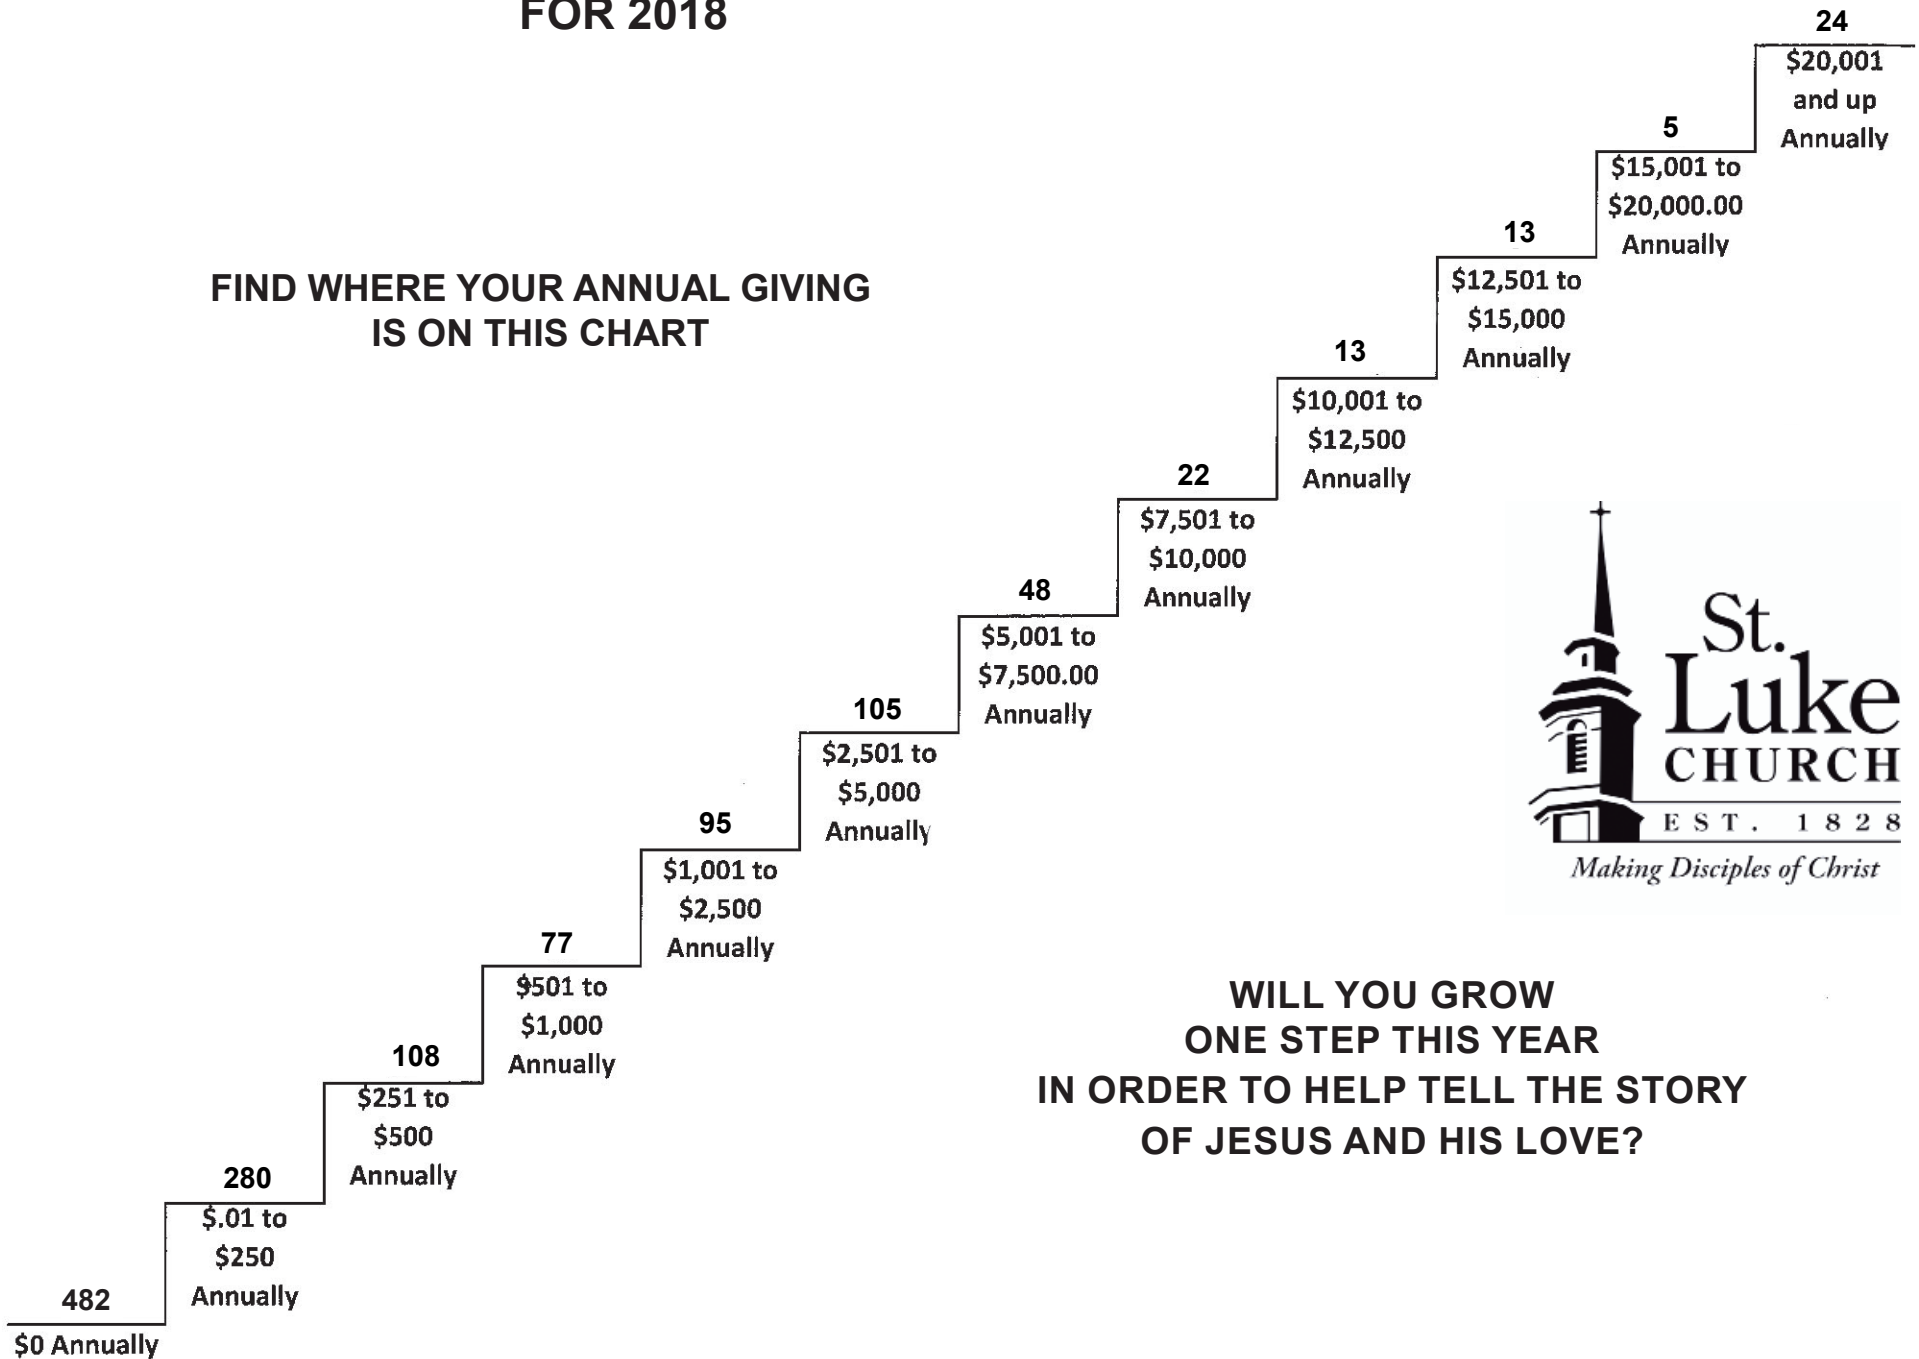 FOR 2018
24
$20,001
and up
Annually
5
$15,001 to
$20,000.00
Annually
13
$12,501 to
$15,000
Annually
FIND WHERE YOUR ANNUAL GIVING
IS ON THIS CHART
13
$10,001 to
$12,500
Annually
22
$7,501 to
$10,000
Annually
48
$5,001 to
$7,500.00
Annually
105
$2,501 to
$5,000
Annually
95
$1,001 to
$2,500
Annually
77
$501 to
$1,000
Annually
108
$251 to
$500
Annually
280
$.01 to
$250
Annually
482
$0 Annually
St.
Luke
CHURCH
EST. 1828
Making Disciples of Christ
WILL YOU GROW
ONE STEP THIS YEAR
IN ORDER TO HELP TELL THE STORY
OF JESUS AND HIS LOVE?